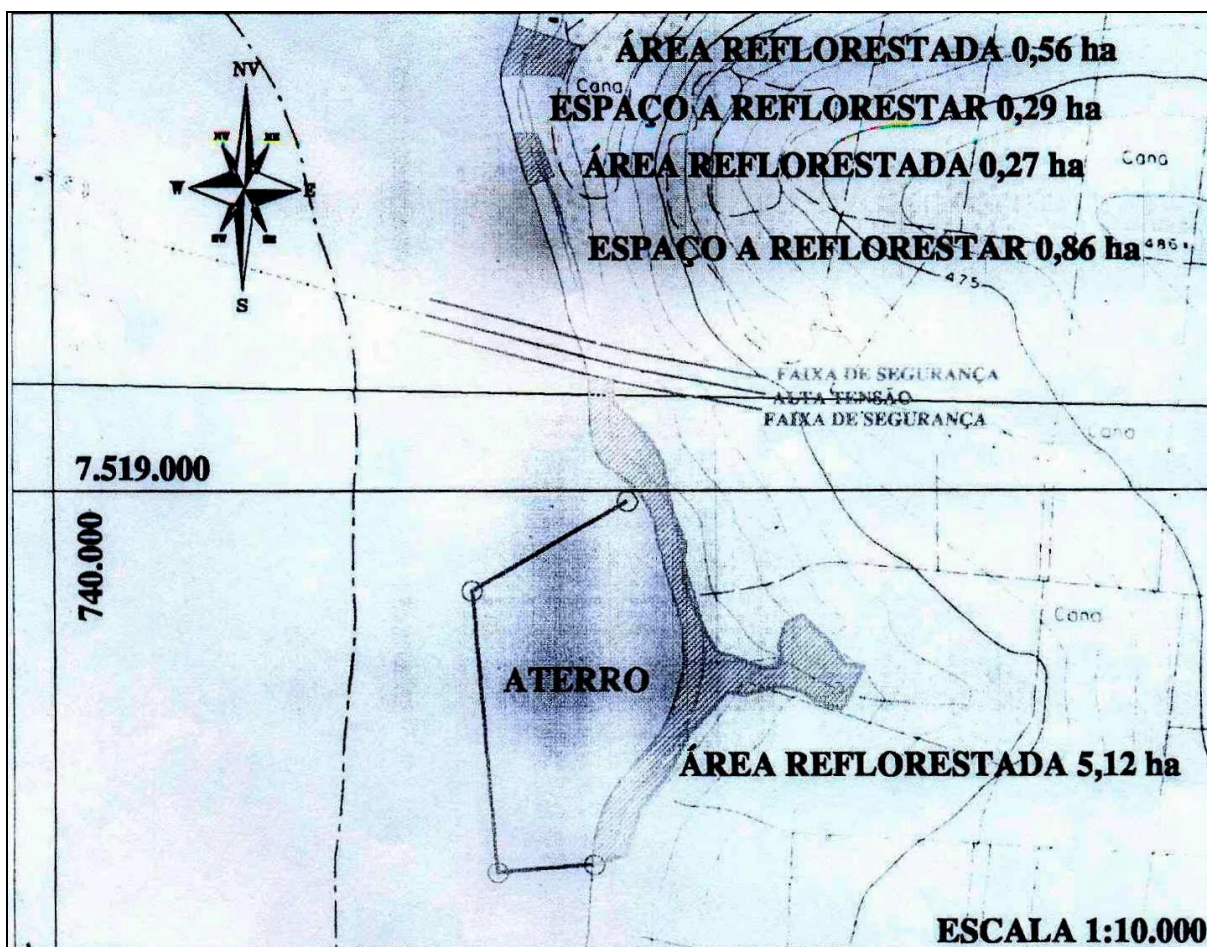 ÁREA REFLORESTADA 0,56 ha
NV
Cana
ESPAÇO A REFLORESTAR 0,29 ha
NV
NE
ÁREA REFLORESTADA 0,27 ha
Cana
W
E
ESPAÇO A REFLORESTAR 0,86 ha
486
475
S
FAIXA DE SEGURANÇA
ALTA TENSÃO
FAIXA DE SEGURANÇA
Cana
7.519.000
740.000
Cana
ATERRO
ÁREA REFLORESTADA 5,12 ha
ESCALA 1:10.000